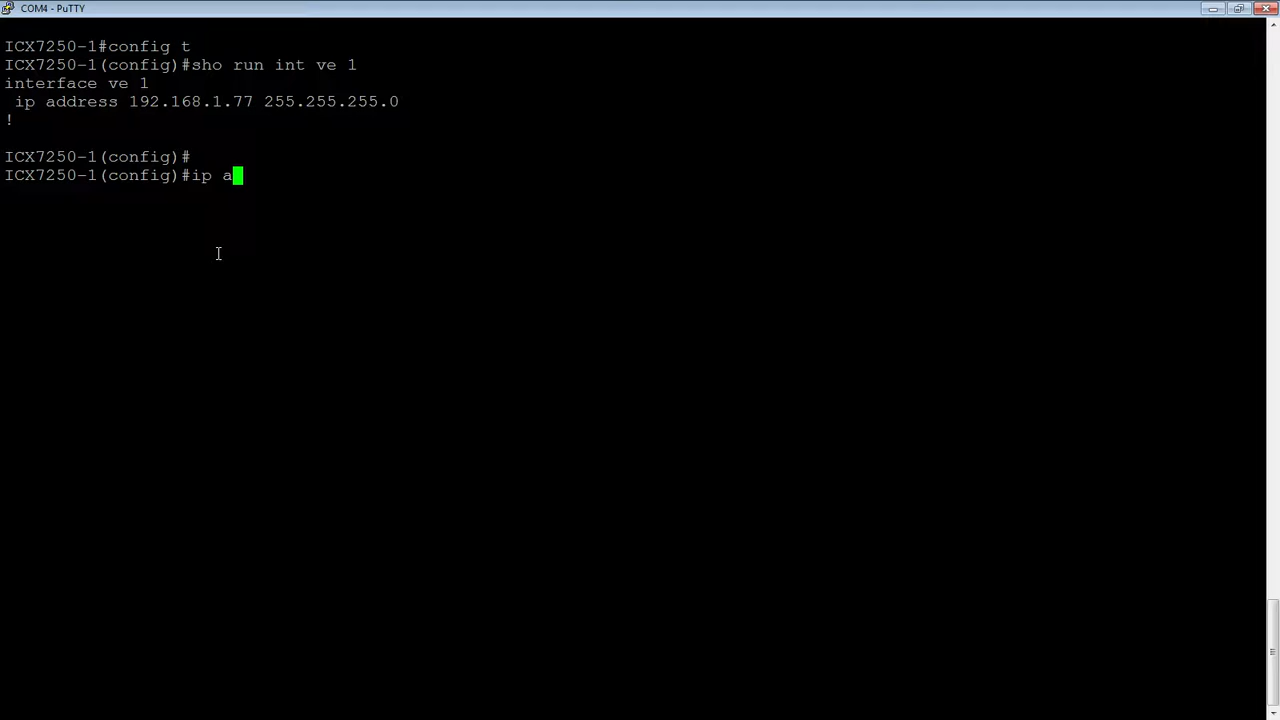 COM4 - PuTTY
ICX7250-1#config t
ICX7250-1(config)#sho run int ve 1
interface ve 1
 ip address 192.168.1.77 255.255.255.0
!
ICX7250-1(config)#
ICX7250-1(config)#ip a